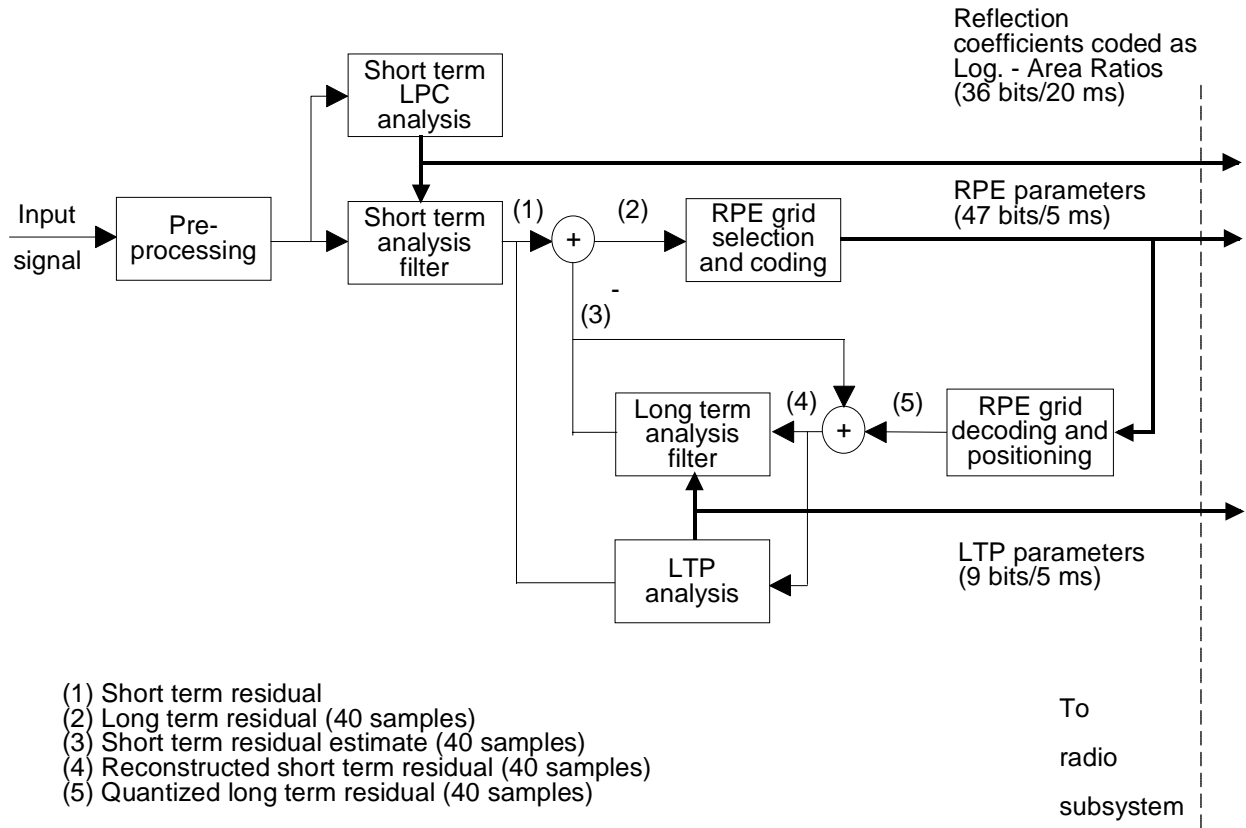 Reflection
coefficients coded as
Log. - Area Ratios
(36 bits/20 ms)
Short term
LPC
analysis
Input
signal
Pre-
processing
Short term
analysis
filter
(1)
+
(2)
RPE grid
selection
and coding
RPE parameters
(47 bits/5 ms)
-
(3)
Long term
analysis
filter
(4)
+
(5)
RPE grid
decoding and
positioning
LTP
analysis
LTP parameters
(9 bits/5 ms)
(1) Short term residual
(2) Long term residual (40 samples)
(3) Short term residual estimate (40 samples)
(4) Reconstructed short term residual (40 samples)
(5) Quantized long term residual (40 samples)
To
radio
subsystem